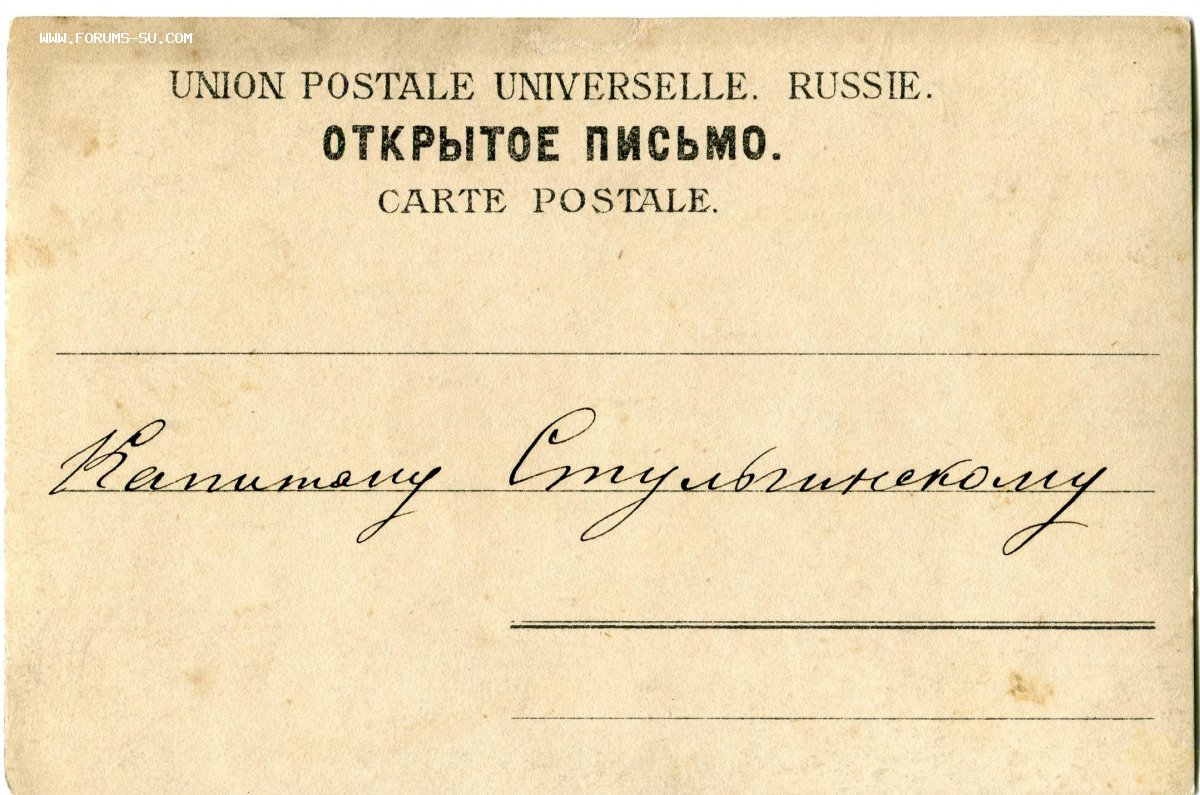 WWW.FORUMS-SU.COM
UNION POSTALE UNIVERSELLE. RUSSIE.
ОТКРЫТОЕ ПИСЬМО.
CARTE POSTALE.
Капитану Стульгинскому